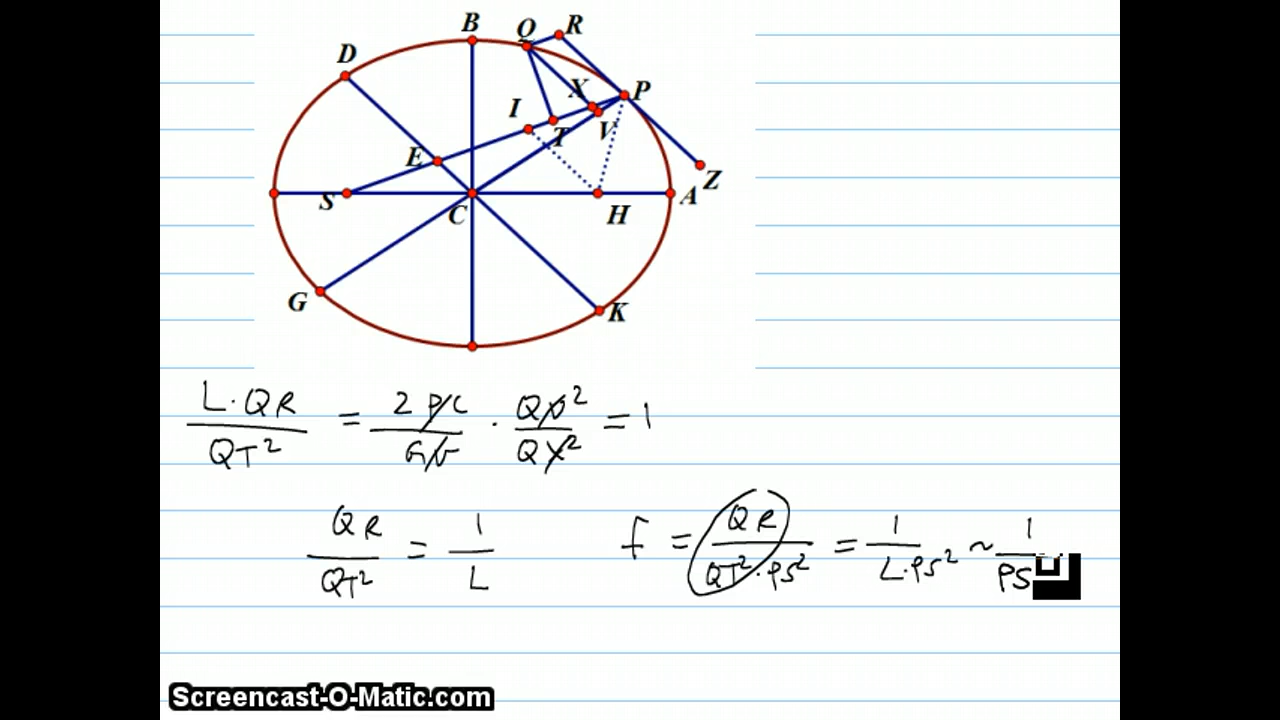 B Q R
D
X P
I T V
E
S C H A Z
G K
L·QR / QT² = 2PC / GV · QV² / QX² = 1
QR / QT² = 1 / L f = QR / QT²·PS² = 1 / L·PS² ~ 1 / PS
Screencast-O-Matic.com